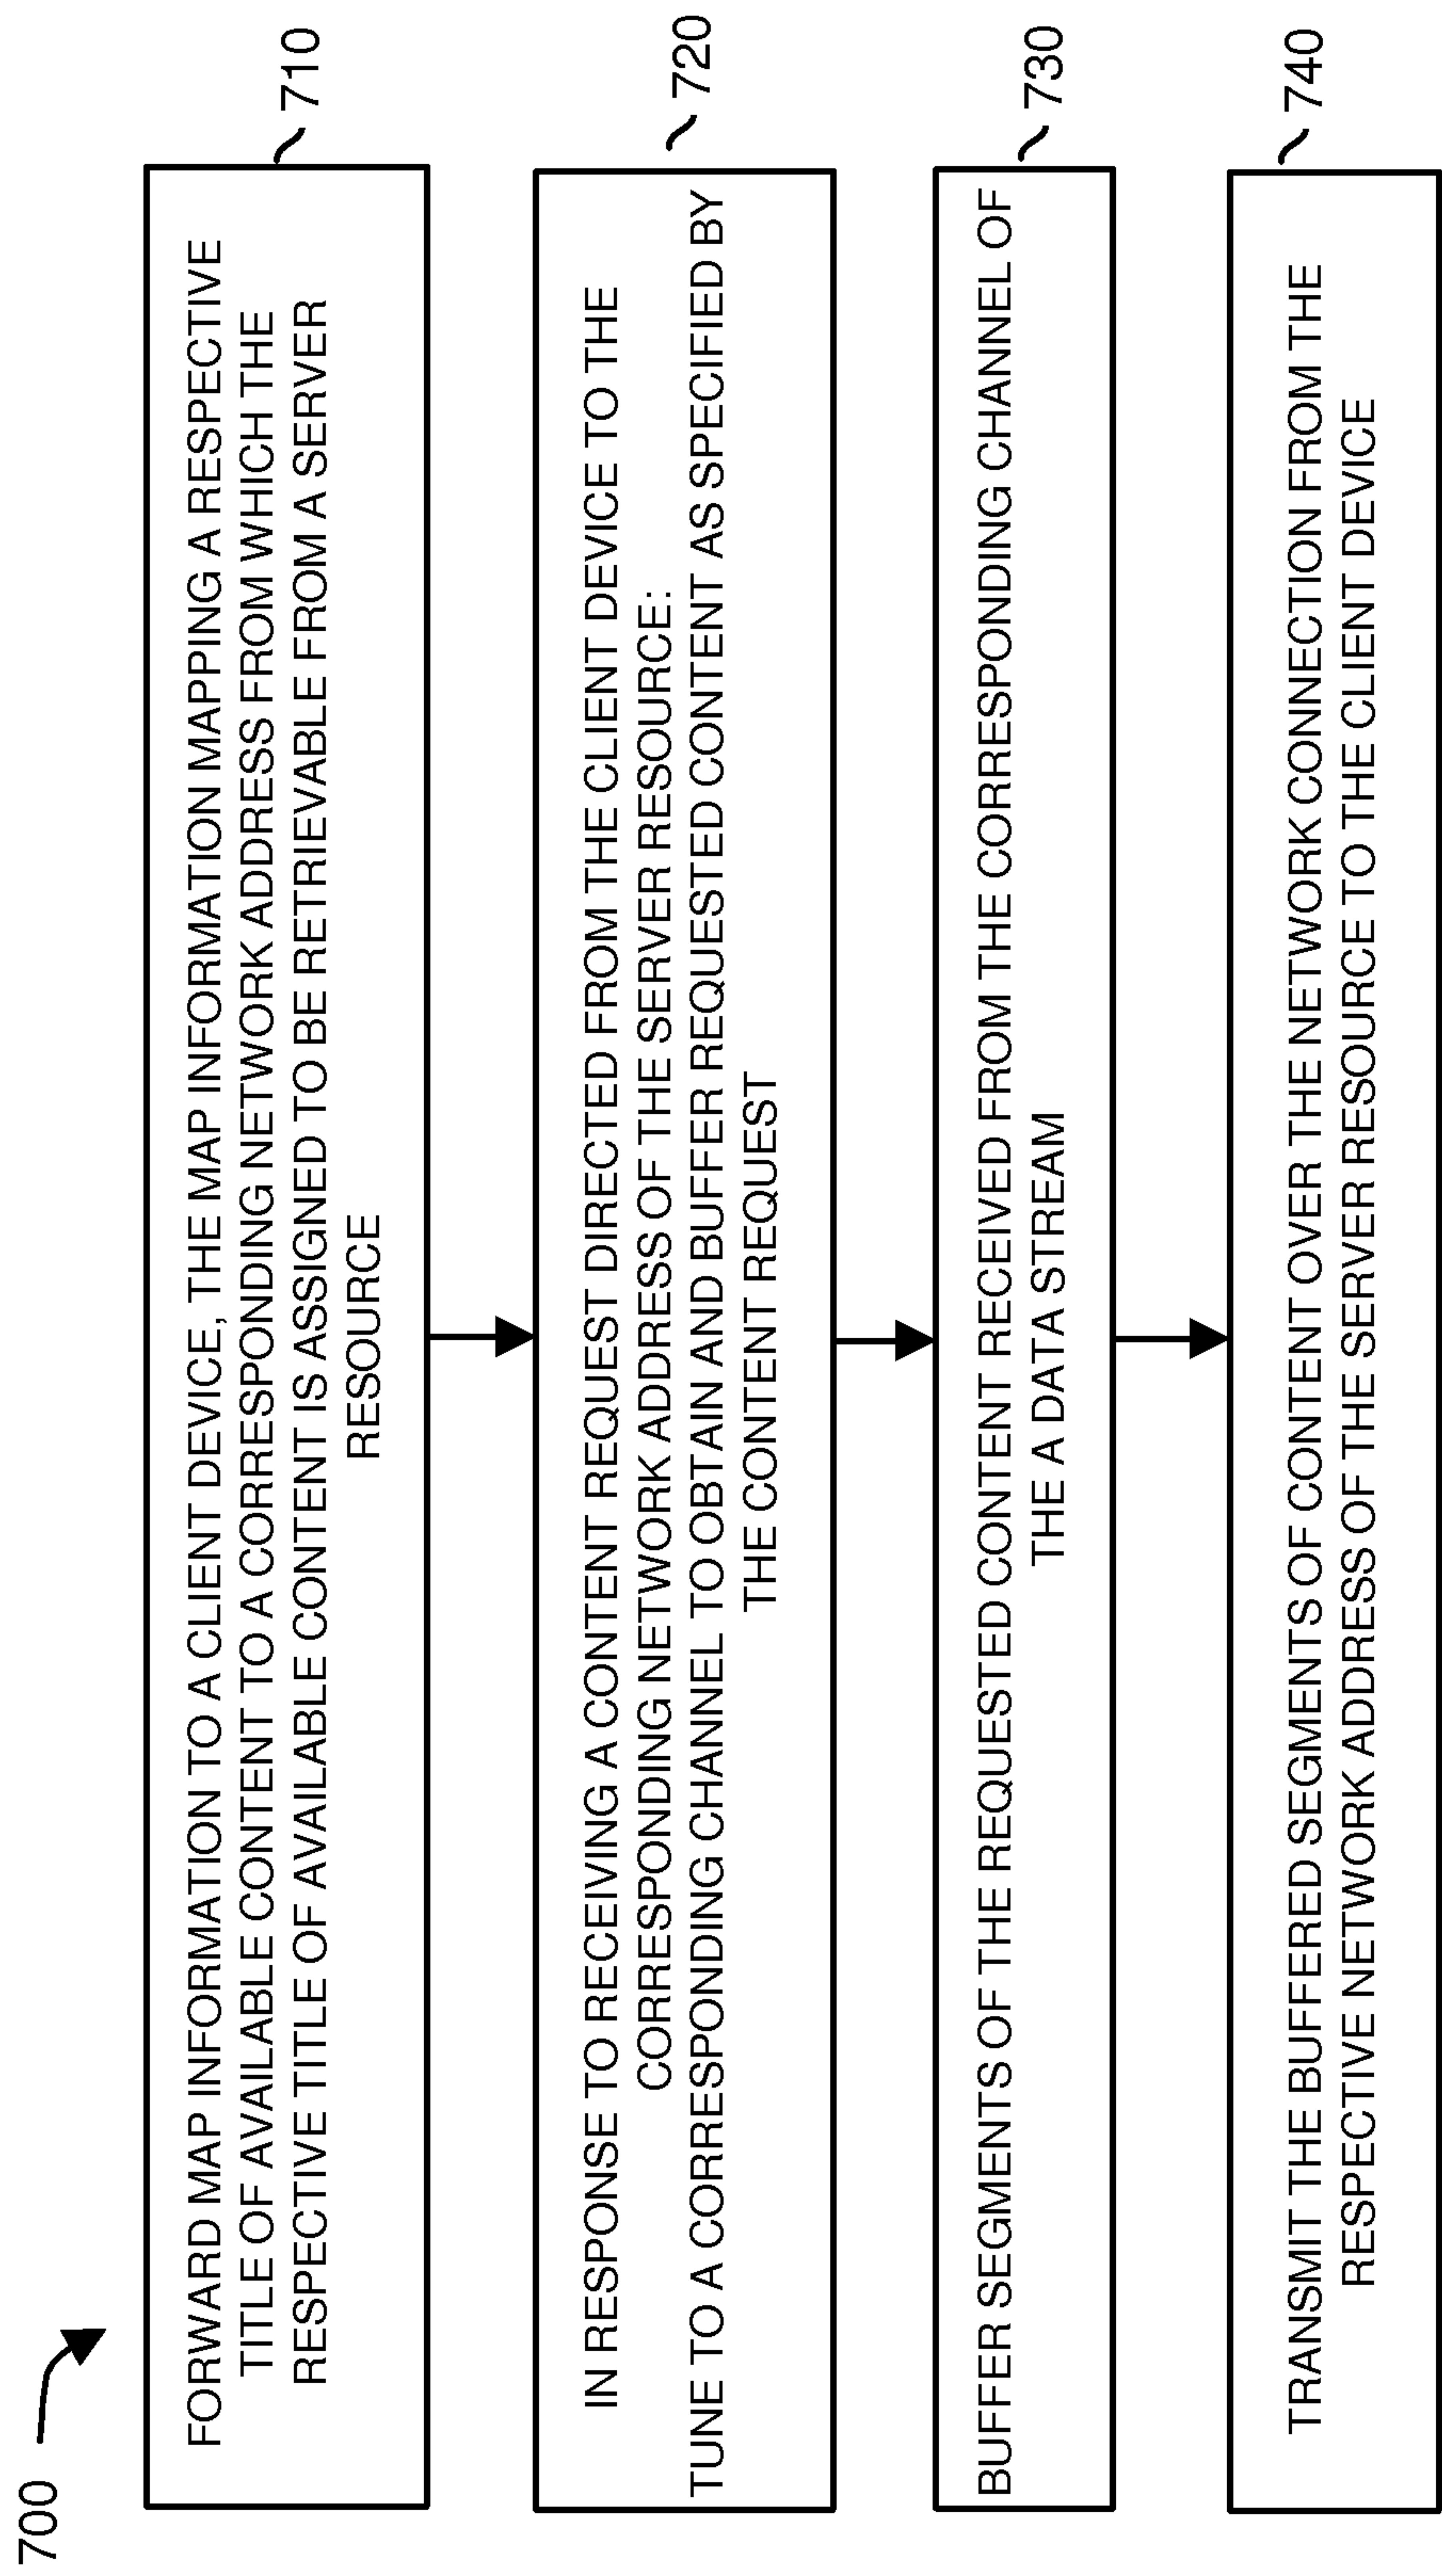 700
FORWARD MAP INFORMATION TO A CLIENT DEVICE, THE MAP INFORMATION MAPPING A RESPECTIVE
TITLE OF AVAILABLE CONTENT TO A CORRESPONDING NETWORK ADDRESS FROM WHICH THE
RESPECTIVE TITLE OF AVAILABLE CONTENT IS ASSIGNED TO BE RETRIEVABLE FROM A SERVER
RESOURCE
710
IN RESPONSE TO RECEIVING A CONTENT REQUEST DIRECTED FROM THE CLIENT DEVICE TO THE
CORRESPONDING NETWORK ADDRESS OF THE SERVER RESOURCE:
TUNE TO A CORRESPONDING CHANNEL TO OBTAIN AND BUFFER REQUESTED CONTENT AS SPECIFIED BY
THE CONTENT REQUEST
720
BUFFER SEGMENTS OF THE REQUESTED CONTENT RECEIVED FROM THE CORRESPONDING CHANNEL OF
THE A DATA STREAM
730
TRANSMIT THE BUFFERED SEGMENTS OF CONTENT OVER THE NETWORK CONNECTION FROM THE
RESPECTIVE NETWORK ADDRESS OF THE SERVER RESOURCE TO THE CLIENT DEVICE
740